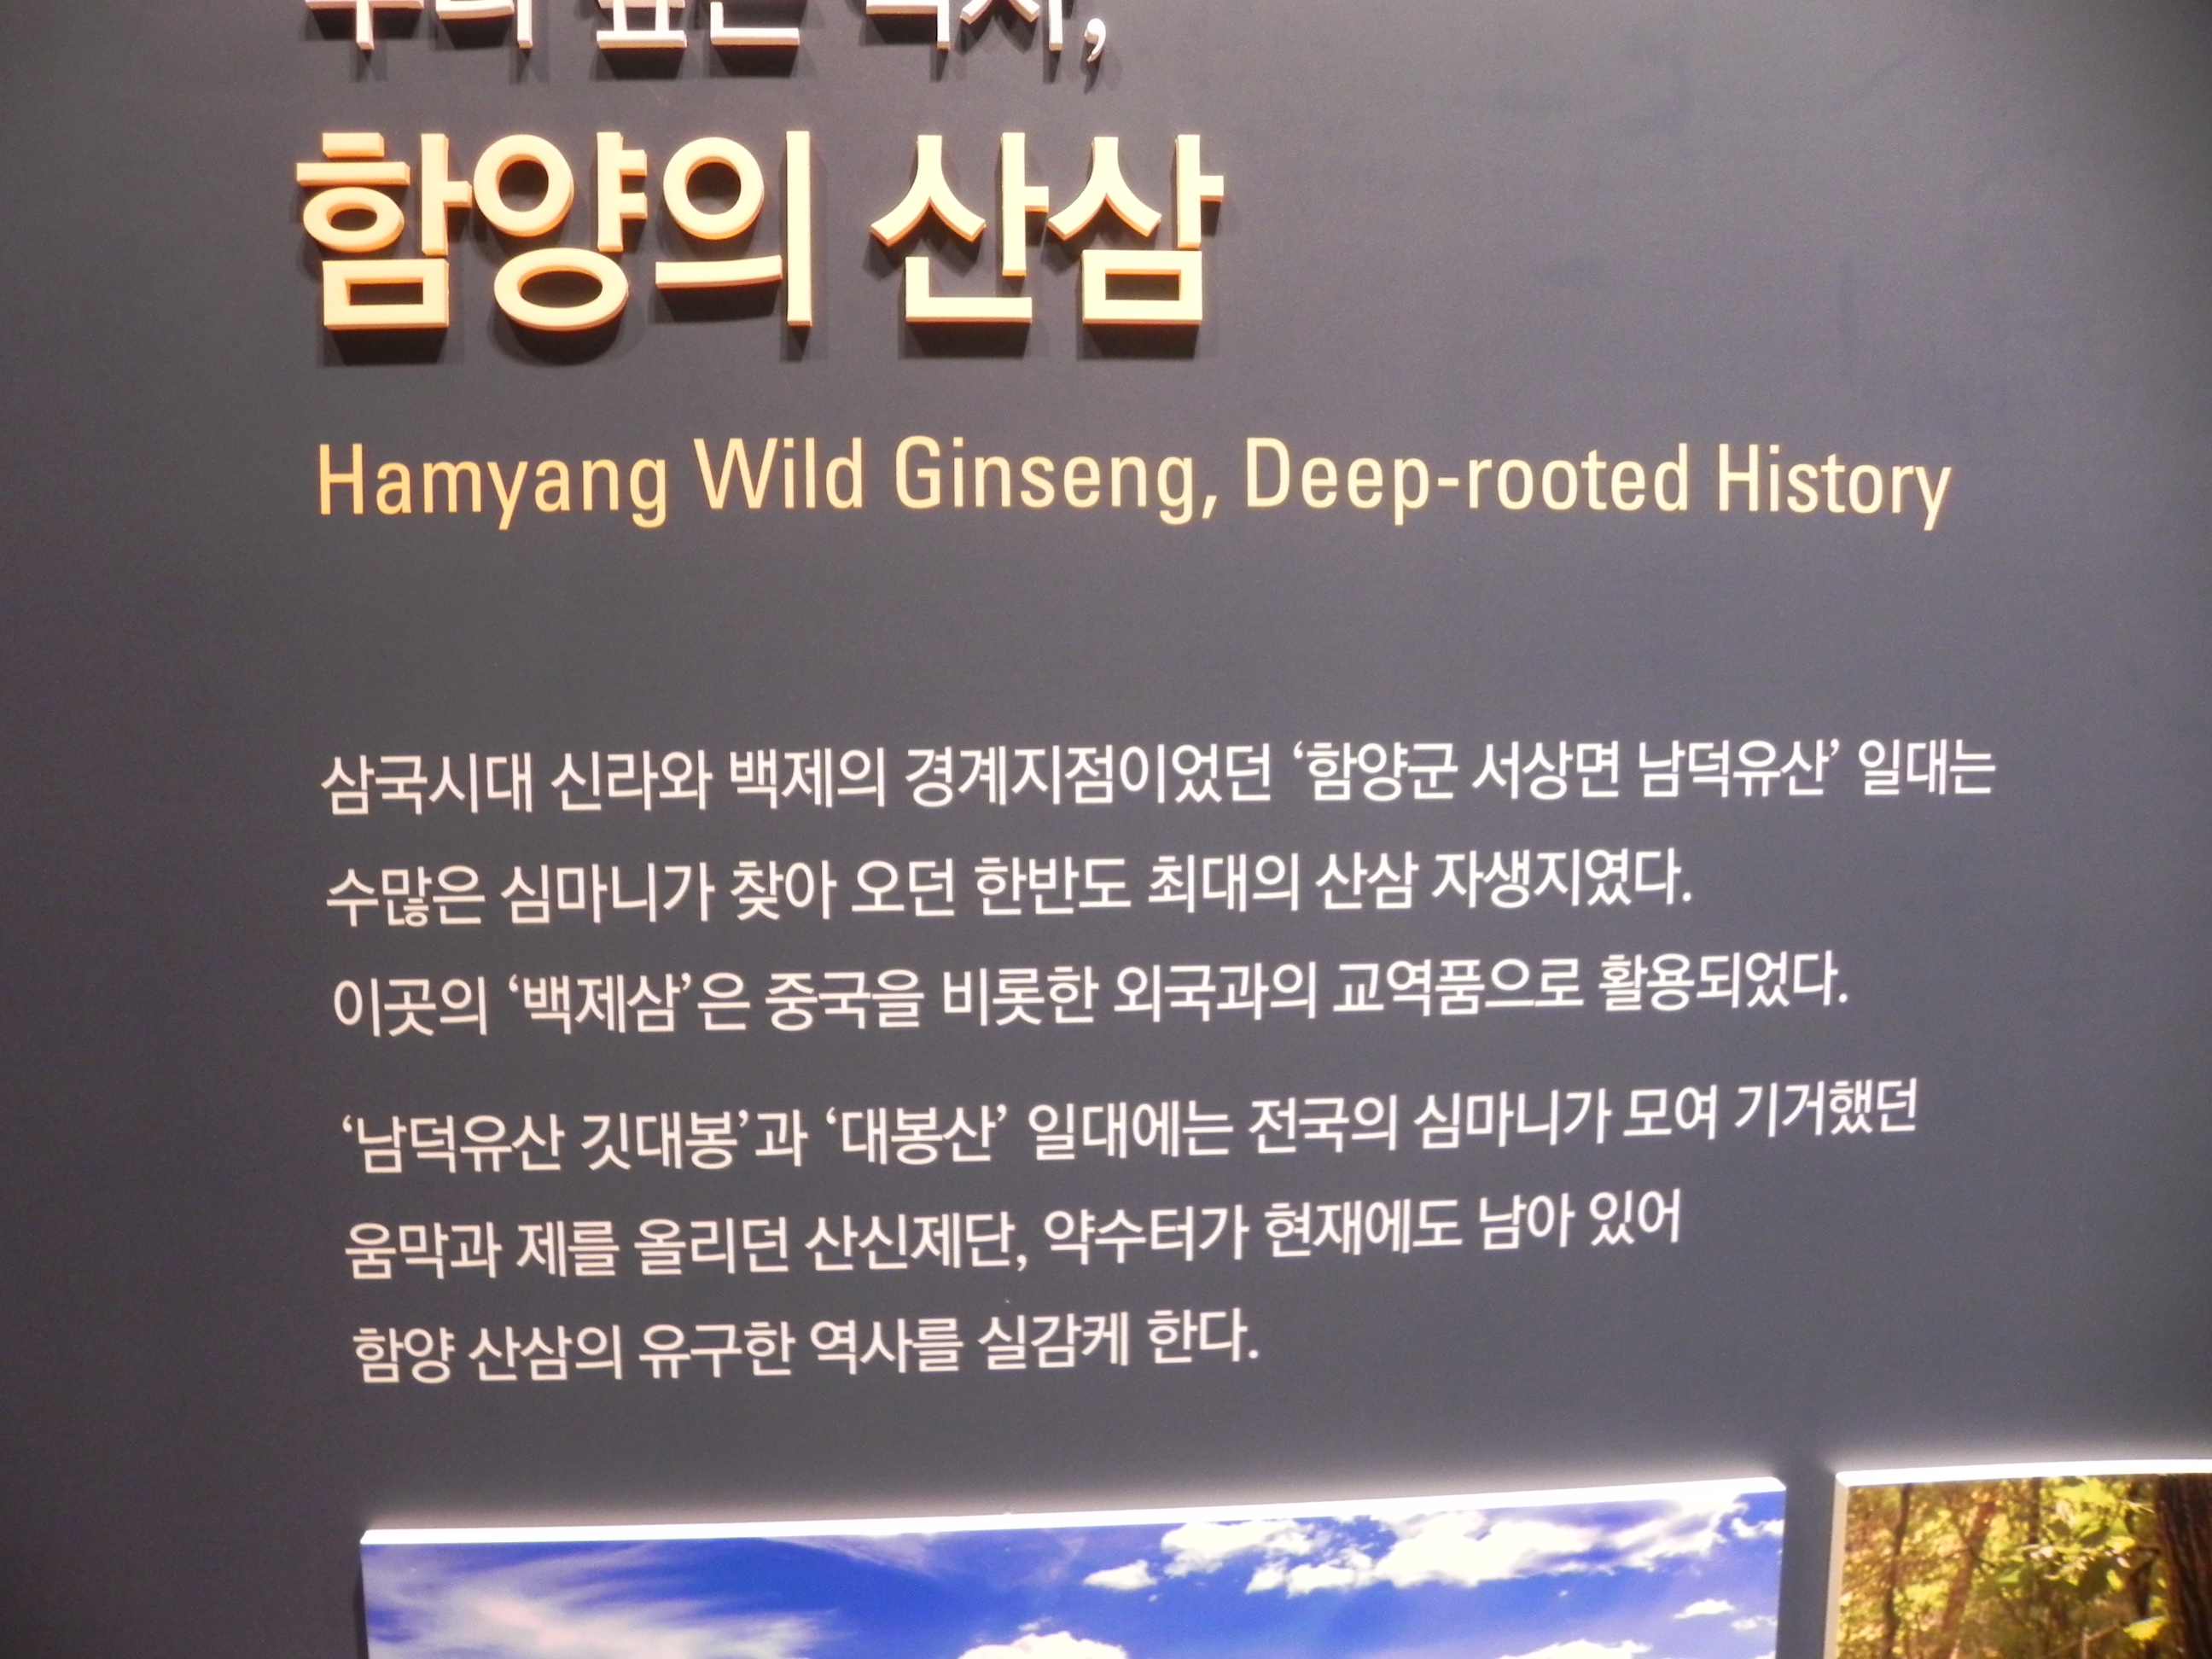 뿌리 깊은 역사,
함양의 산삼
Hamyang Wild Ginseng, Deep-rooted History
삼국시대 신라와 백제의 경계지점이었던 ‘함양군 서상면 남덕유산’ 일대는
수많은 심마니가 찾아 오던 한반도 최대의 산삼 자생지였다.
이곳의 ‘백제삼’은 중국을 비롯한 외국과의 교역품으로 활용되었다.
‘남덕유산 깃대봉’과 ‘대봉산’ 일대에는 전국의 심마니가 모여 기거했던
움막과 제를 올리던 산신제단, 약수터가 현재에도 남아 있어
함양 산삼의 유구한 역사를 실감케 한다.